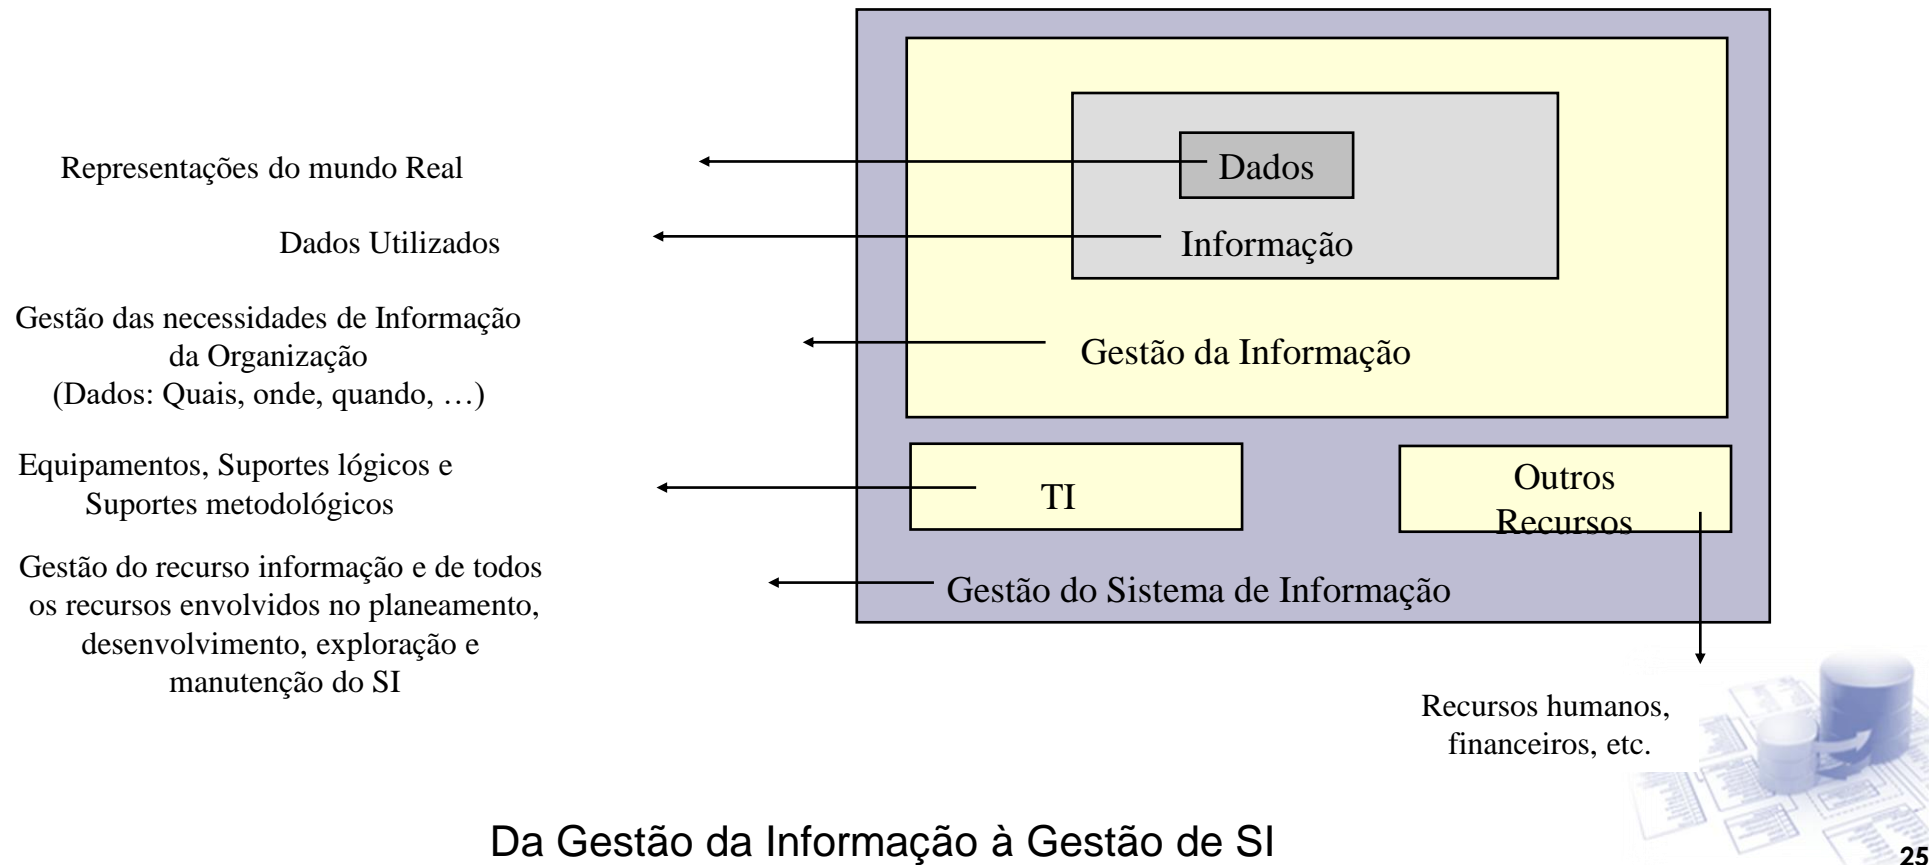 Representações do mundo Real
Dados
Dados Utilizados
Informação
Gestão das necessidades de Informação
da Organização
(Dados: Quais, onde, quando, …)
Gestão da Informação
Equipamentos, Suportes lógicos e
Suportes metodológicos
TI
Outros
Recursos
Gestão do recurso informação e de todos
os recursos envolvidos no planeamento,
desenvolvimento, exploração e
manutenção do SI
Gestão do Sistema de Informação
Recursos humanos,
financeiros, etc.
Da Gestão da Informação à Gestão de SI
25